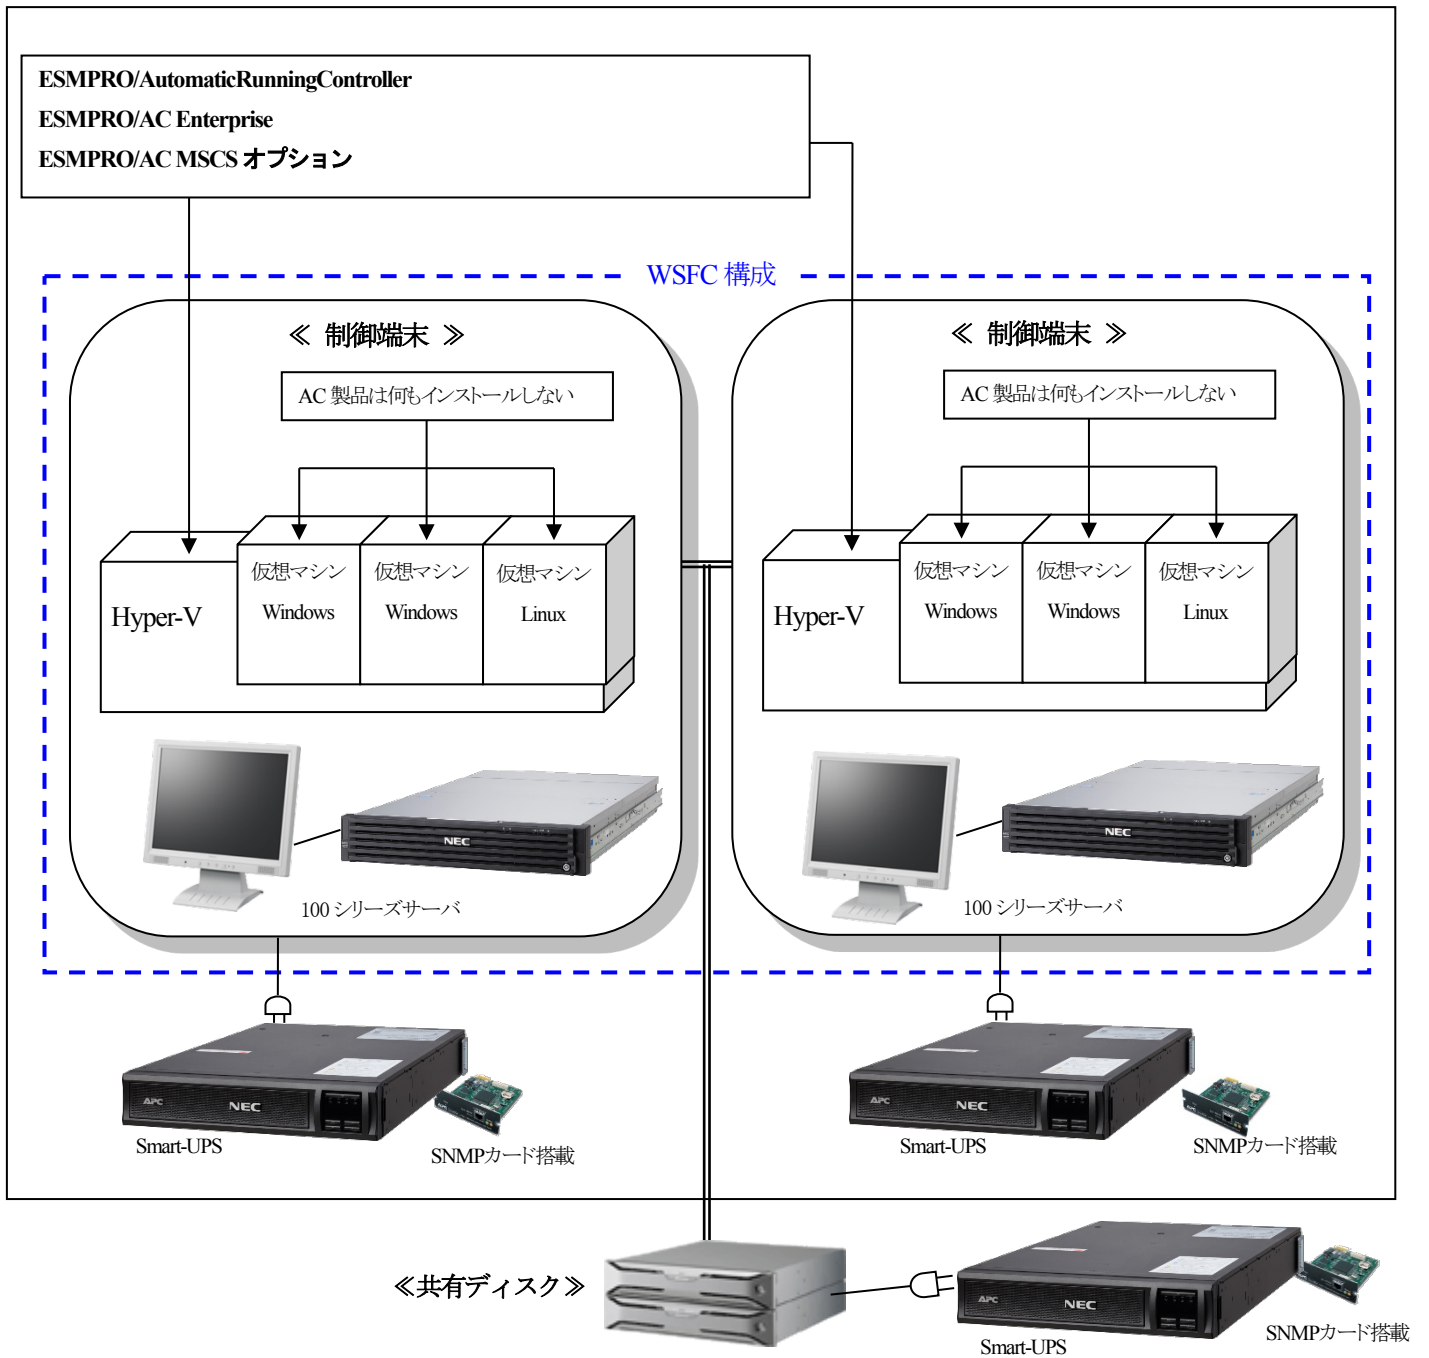 ESMPRO/AutomaticRunningController
ESMPRO/AC Enterprise
ESMPRO/AC MSCS オプション
WSFC 構成
≪ 制御端末 ≫
AC 製品は何もインストールしない
Hyper-V
仮想マシン
Windows
仮想マシン
Windows
仮想マシン
Linux
NEC
100 シリーズサーバ
≪ 制御端末 ≫
AC 製品は何もインストールしない
Hyper-V
仮想マシン
Windows
仮想マシン
Windows
仮想マシン
Linux
NEC
100 シリーズサーバ
APC
NEC
Smart-UPS
SNMPカード搭載
APC
NEC
Smart-UPS
SNMPカード搭載
≪共有ディスク≫
APC
NEC
Smart-UPS
SNMPカード搭載